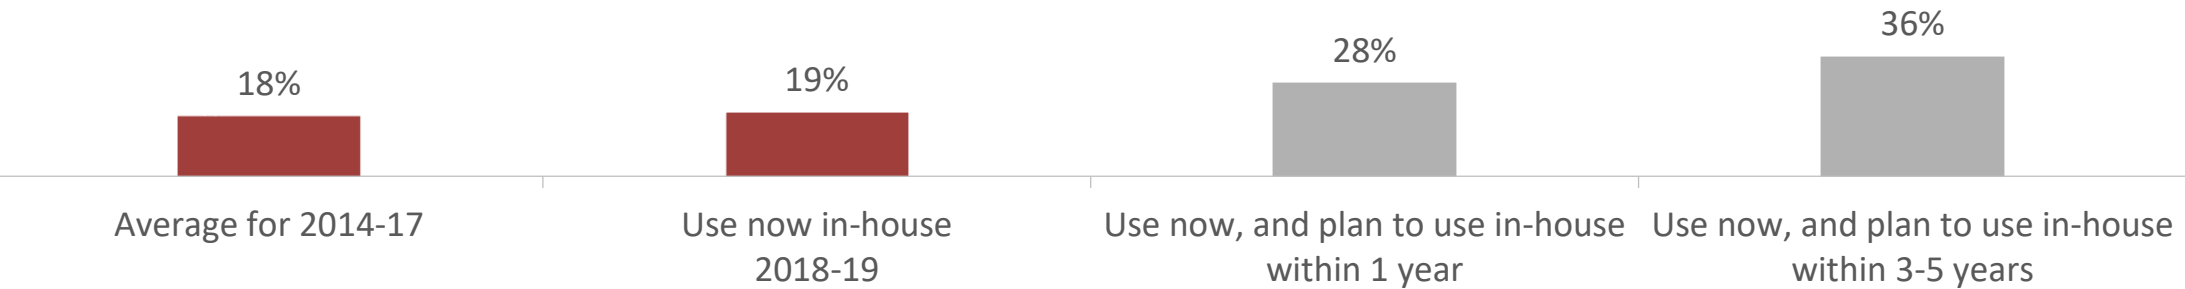 18%
19%
28%
36%
Average for 2014-17
Use now in-house
2018-19
Use now, and plan to use in-house
within 1 year
Use now, and plan to use in-house
within 3-5 years